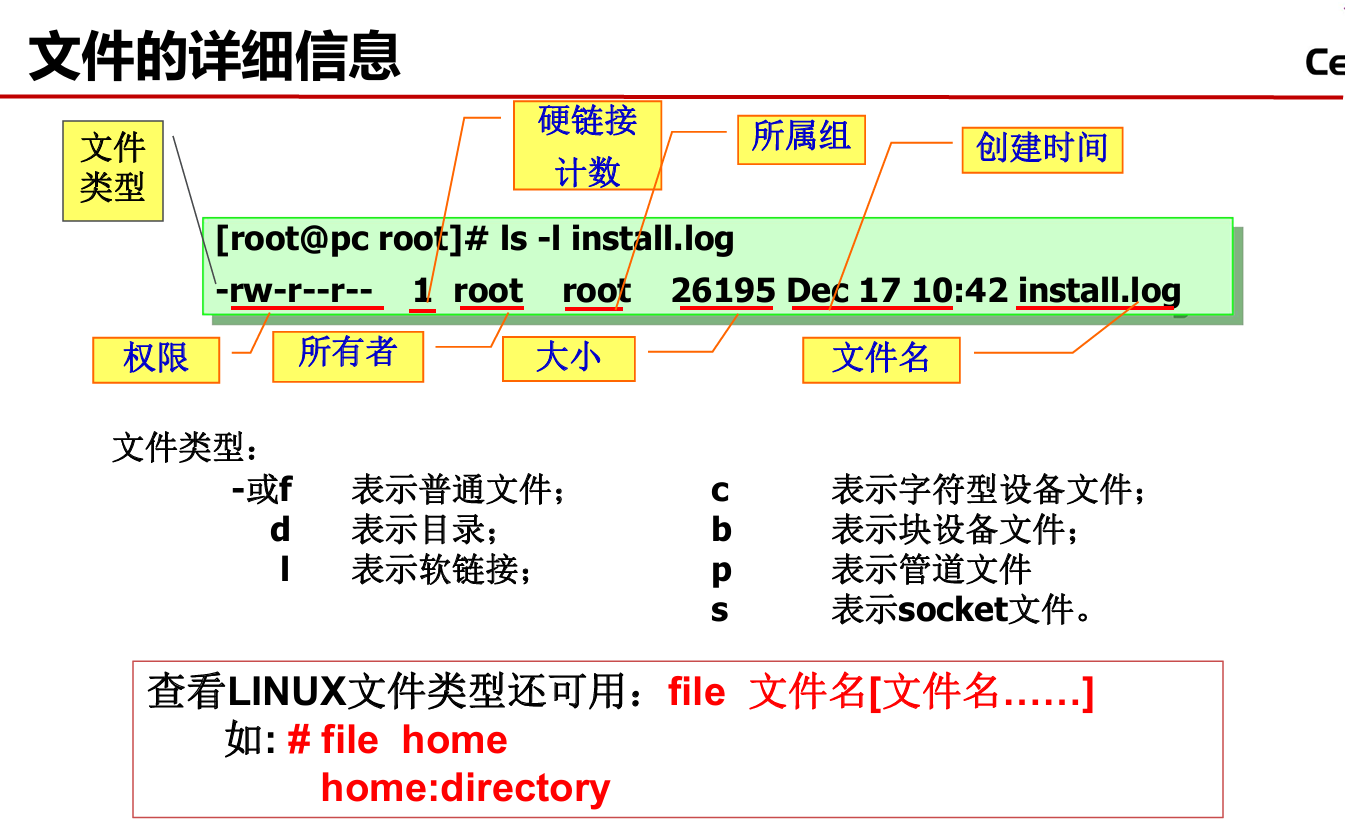 文件的详细信息
Ce
文件
类型
硬链接
计数
所属组
创建时间
[root@pc root]# ls -l install.log
-rw-r--r-- 1 root root 26195 Dec 17 10:42 install.log
权限
所有者
大小
文件名
文件类型：
-或f 表示普通文件； c 表示字符型设备文件；
d 表示目录； b 表示块设备文件；
l 表示软链接； p 表示管道文件
s 表示socket文件。
查看LINUX文件类型还可用：file 文件名[文件名……]
如: # file home
home:directory